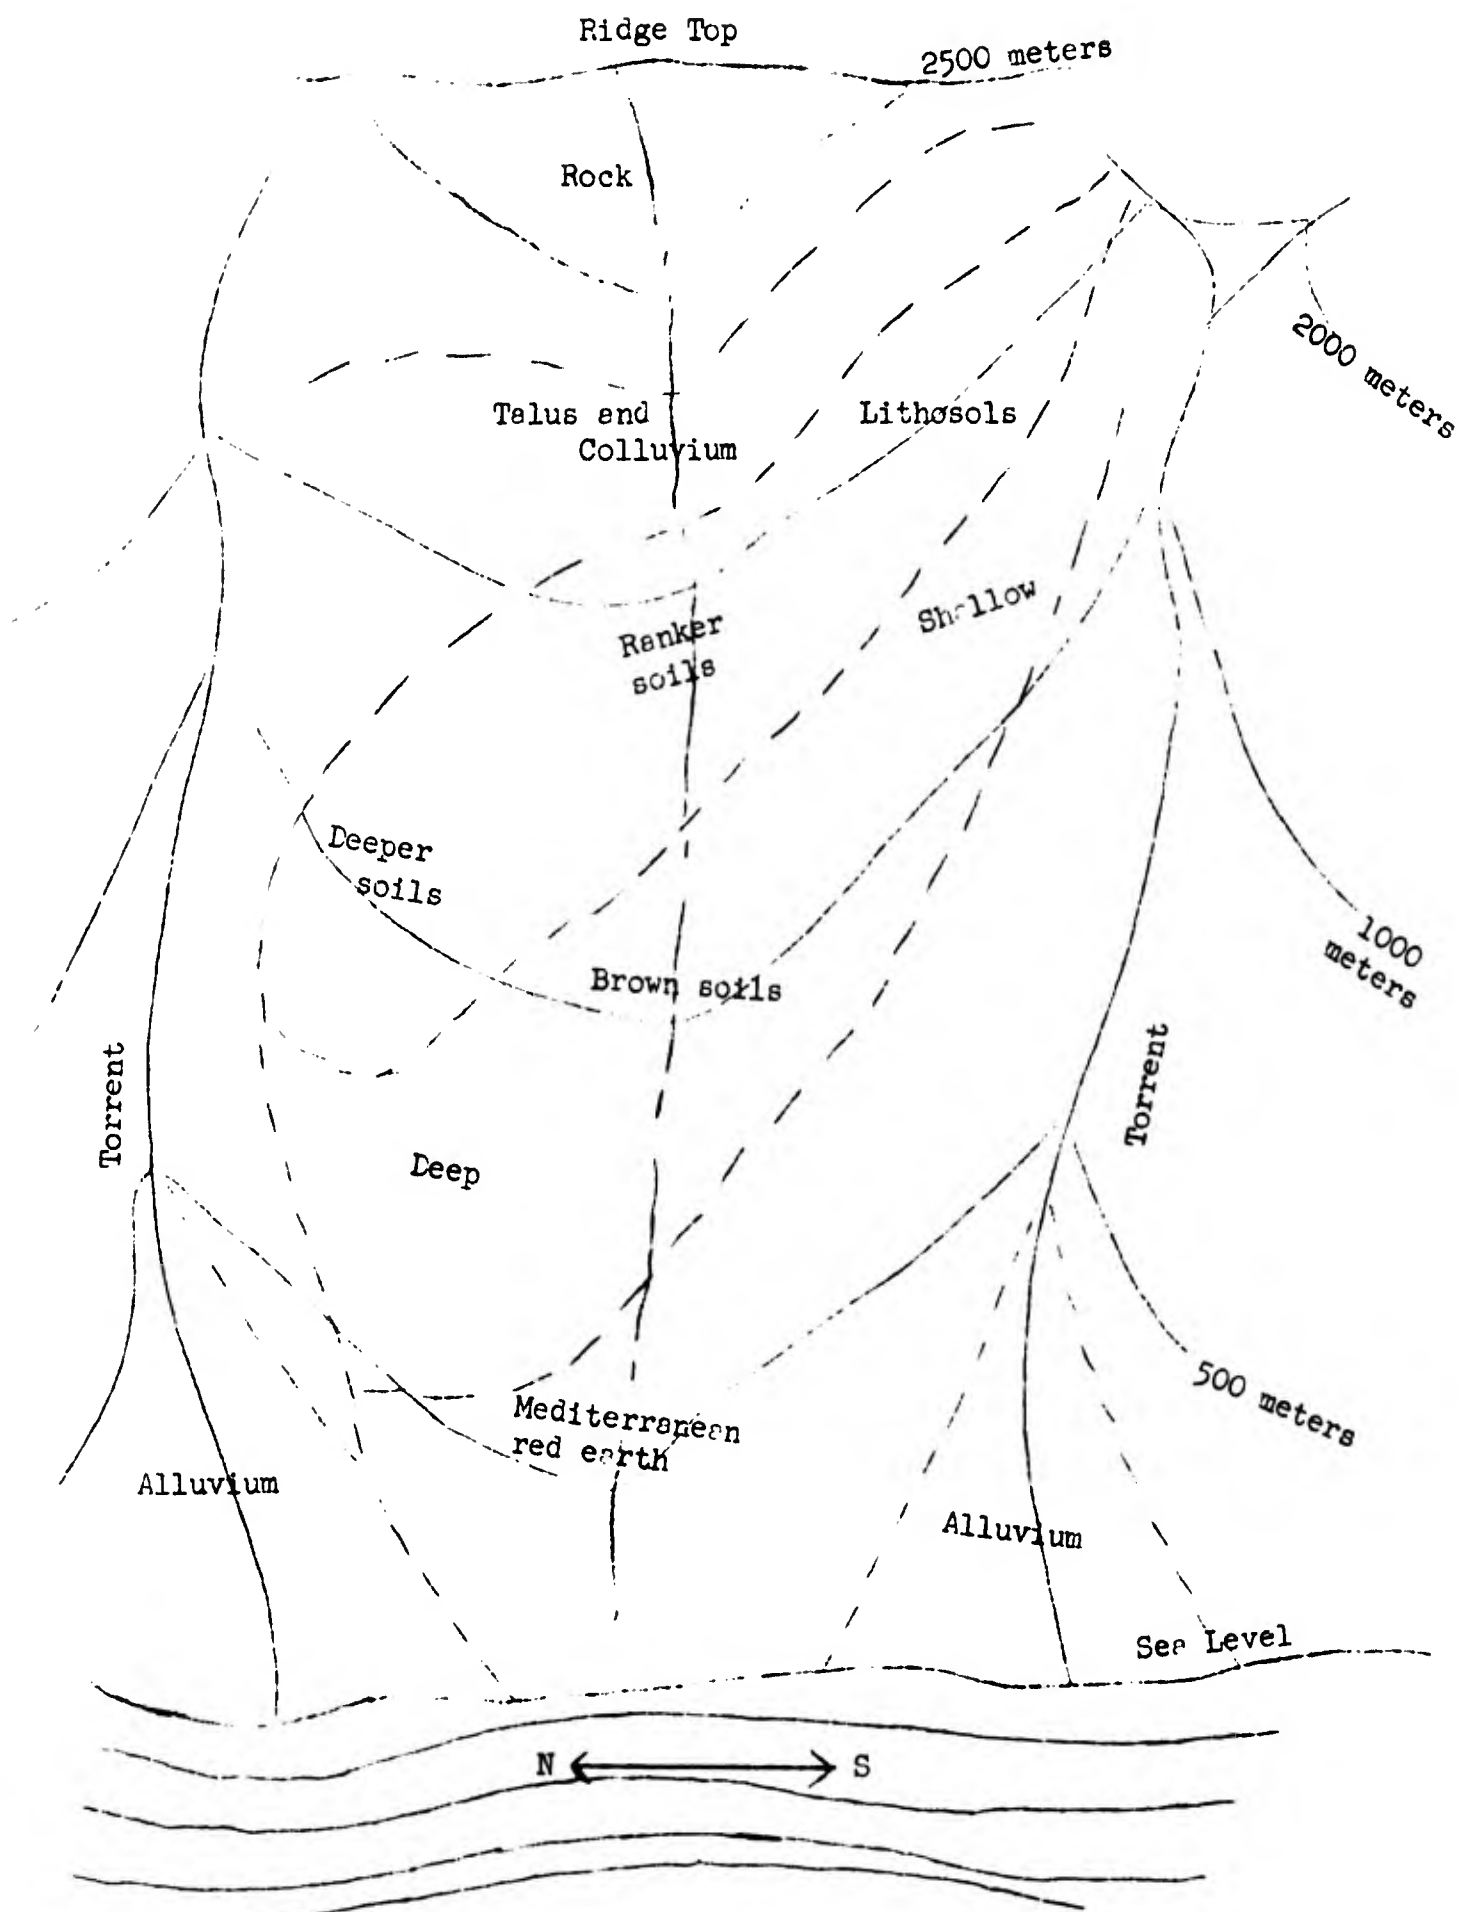 Ridge Top
2500 meters
Rock
2000 meters
Talus and
Colluvium
Lithosols
Shallow
Ranker
soils
Deeper
soils
1000
meters
Brown soils
Torrent
Torrent
Deep
500 meters
Mediterranean
red earth
Alluvium
Alluvium
Sea Level
N
S